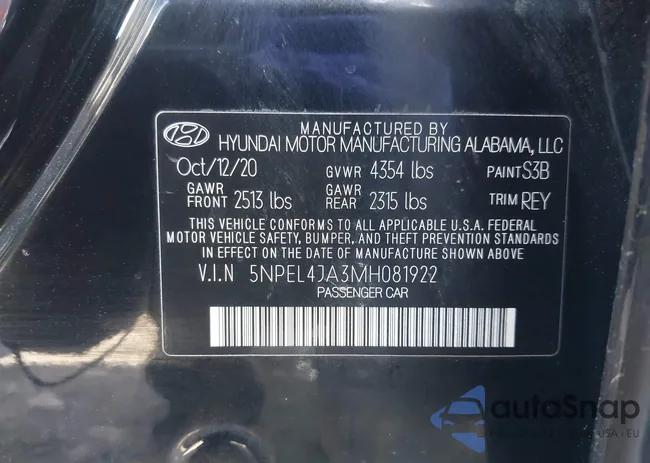 MANUFACTURED BY
HYUNDAI MOTOR MANUFACTURING ALABAMA, LLC
Oct/12/20 GVWR 4354 lbs PAINT S3B
GAWR FRONT 2513 lbs GAWR REAR 2315 lbs TRIM REY
THIS VEHICLE CONFORMS TO ALL APPLICABLE U.S.A. FEDERAL
MOTOR VEHICLE SAFETY, BUMPER, AND THEFT PREVENTION STANDARDS
IN EFFECT ON THE DATE OF MANUFACTURE SHOWN ABOVE
V.I.N 5NPEL4JA3MH081922
PASSENGER CAR
autoSnap
USA • EU